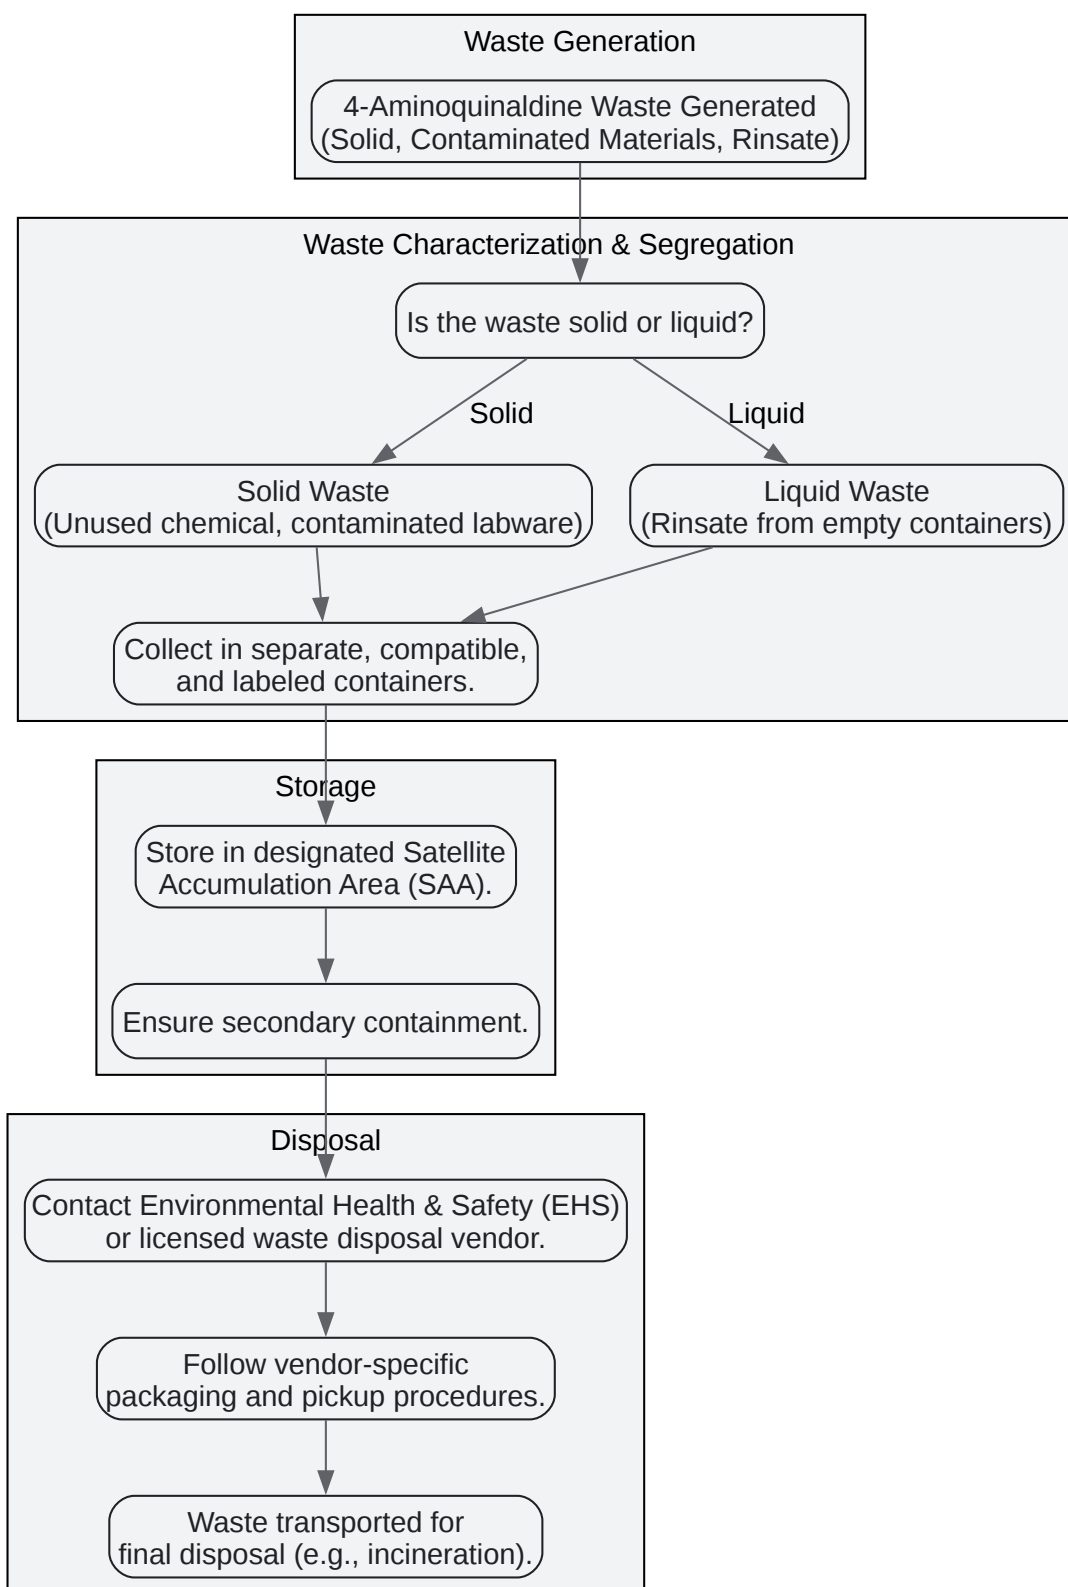 Waste Generation
4-Aminoquinaldine Waste Generated
(Solid, Contaminated Materials, Rinsate)
Waste Characterization & Segregation
Is the waste solid or liquid?
Solid
Liquid
Solid Waste
(Unused chemical, contaminated labware)
Liquid Waste
(Rinsate from empty containers)
Collect in separate, compatible,
and labeled containers.
Storage
Store in designated Satellite
Accumulation Area (SAA).
Ensure secondary containment.
Disposal
Contact Environmental Health & Safety (EHS)
or licensed waste disposal vendor.
Follow vendor-specific
packaging and pickup procedures.
Waste transported for
final disposal (e.g., incineration).